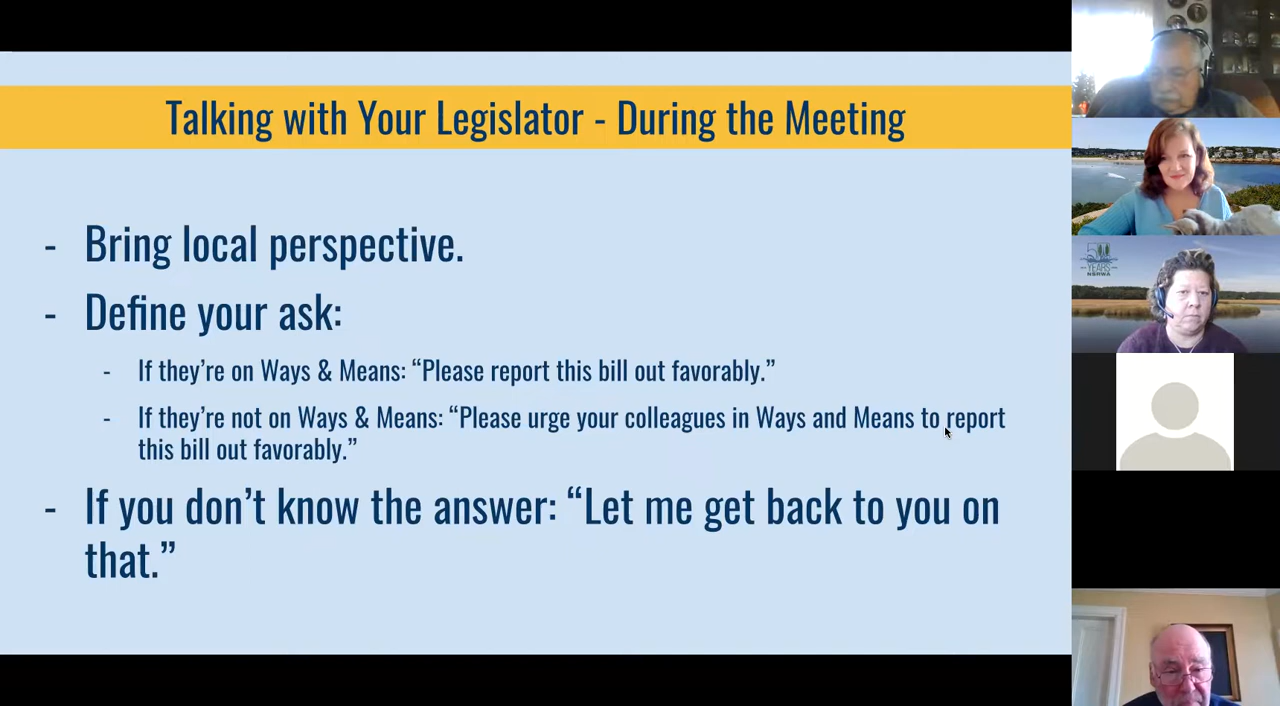 Talking with Your Legislator - During the Meeting
- Bring local perspective.
- Define your ask:
- If they’re on Ways & Means: “Please report this bill out favorably.”
- If they’re not on Ways & Means: “Please urge your colleagues in Ways and Means to report
this bill out favorably.”
- If you don’t know the answer: “Let me get back to you on
that.”
50
YEARS
NSRWA